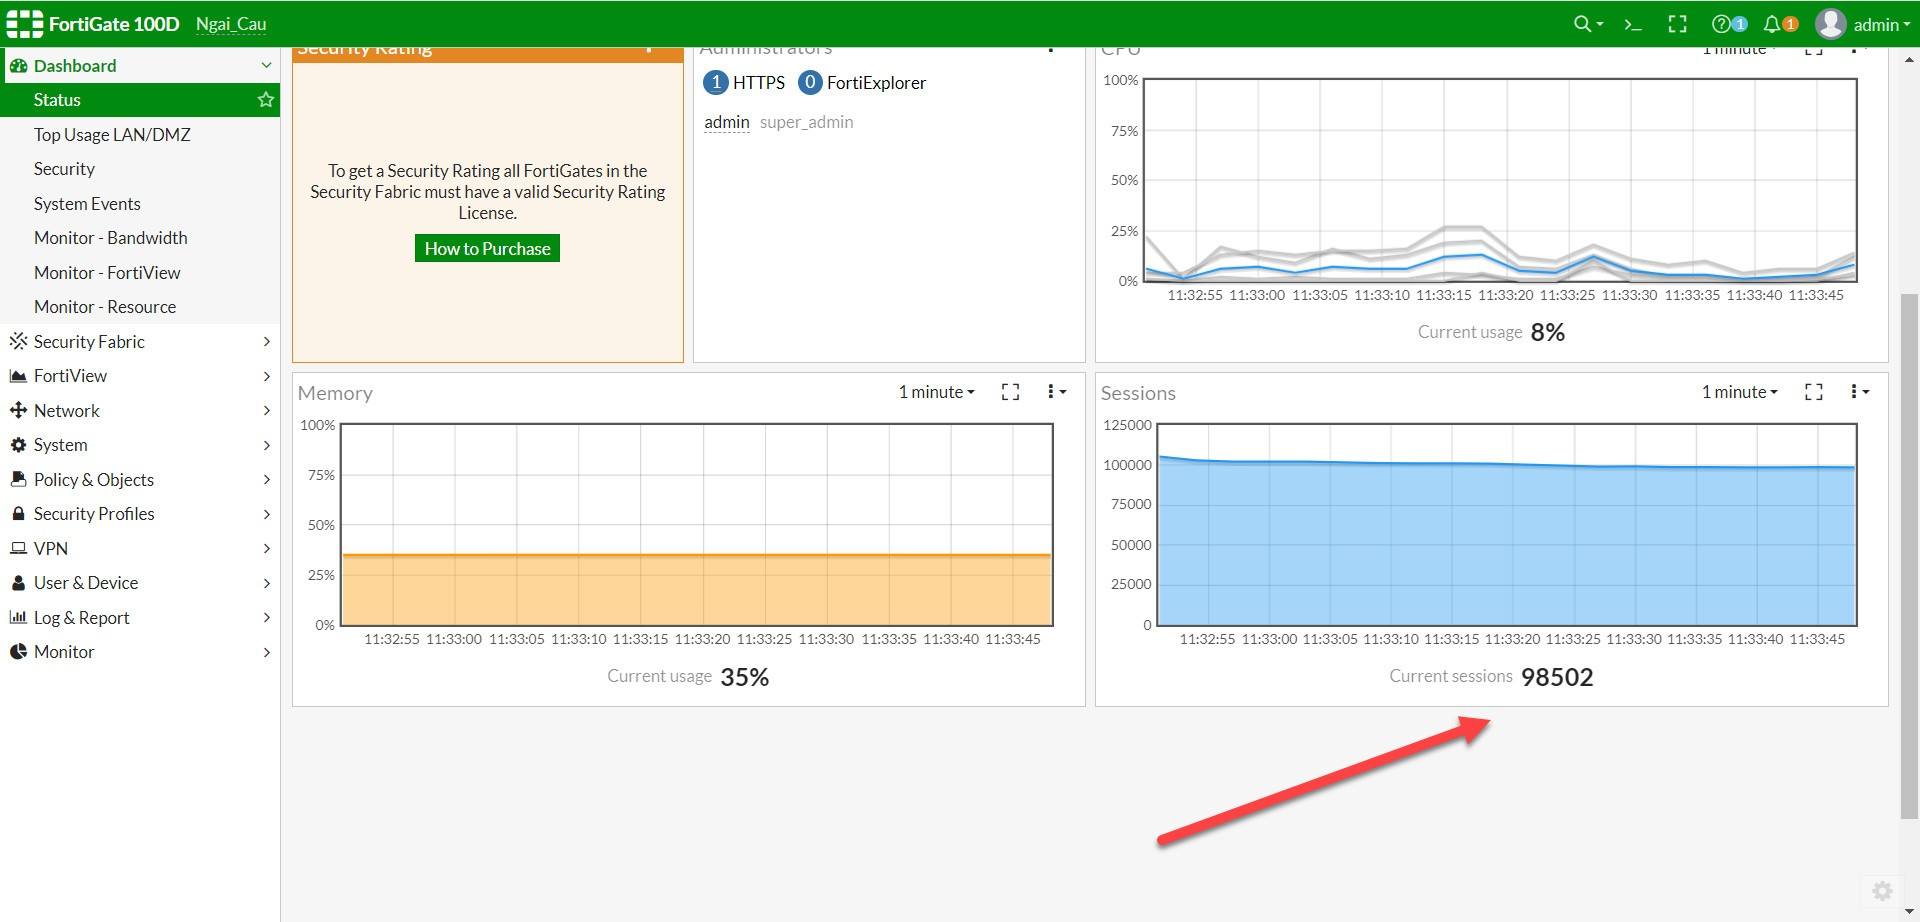 FortiGate 100D Ngai_Cau
1 1 admin
Dashboard
Status
Top Usage LAN/DMZ
Security
System Events
Monitor - Bandwidth
Monitor - FortiView
Monitor - Resource
Security Fabric
FortiView
Network
System
Policy & Objects
Security Profiles
VPN
User & Device
Log & Report
Monitor
Security Rating
To get a Security Rating all FortiGates in the
Security Fabric must have a valid Security Rating
License.
How to Purchase
Administrators
1 HTTPS 0 FortiExplorer
admin super_admin
CPU 1 minute
100%
75%
50%
25%
0%
11:32:55 11:33:00 11:33:05 11:33:10 11:33:15 11:33:20 11:33:25 11:33:30 11:33:35 11:33:40 11:33:45
Current usage 8%
Memory 1 minute
100%
75%
50%
25%
0%
11:32:55 11:33:00 11:33:05 11:33:10 11:33:15 11:33:20 11:33:25 11:33:30 11:33:35 11:33:40 11:33:45
Current usage 35%
Sessions 1 minute
125000
100000
75000
50000
25000
0
11:32:55 11:33:00 11:33:05 11:33:10 11:33:15 11:33:20 11:33:25 11:33:30 11:33:35 11:33:40 11:33:45
Current sessions 98502